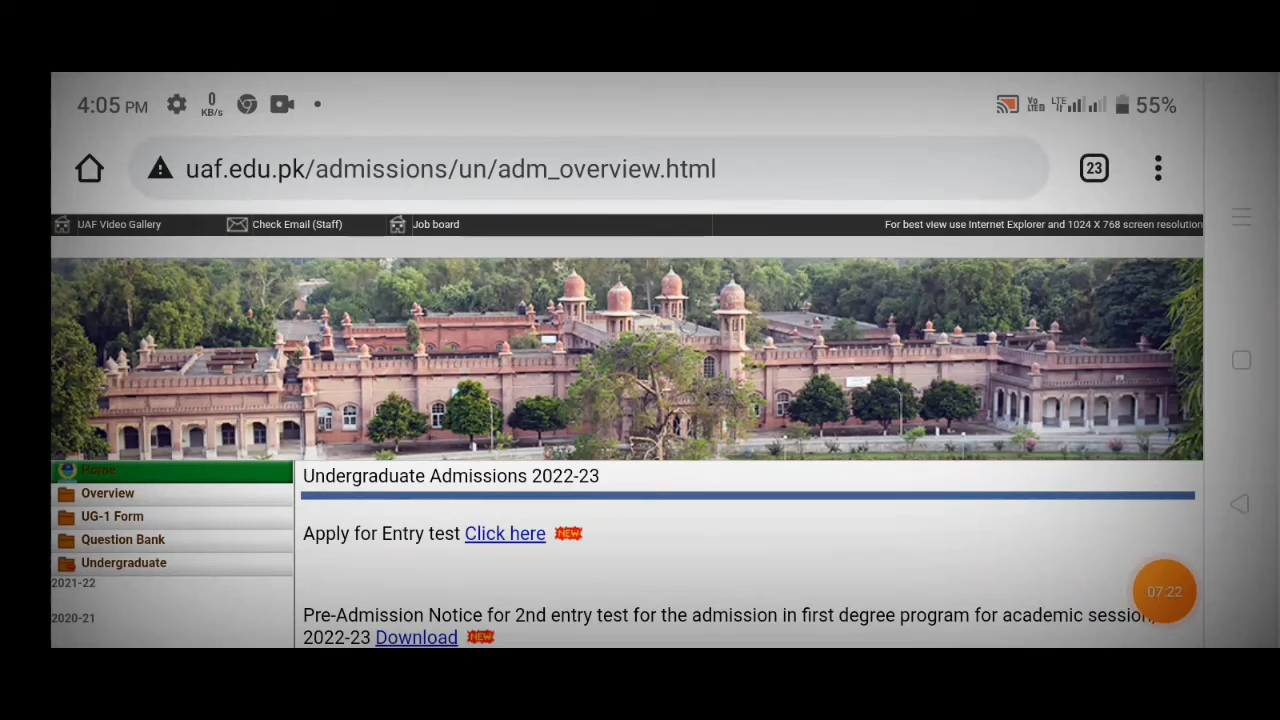 4:05 PM 0 KB/s Vo LTE LTE 55%
uaf.edu.pk/admissions/un/adm_overview.html 23
UAF Video Gallery Check Email (Staff) Job board For best view use Internet Explorer and 1024 X 768 screen resolution
Home
Overview
UG-1 Form
Question Bank
Undergraduate
2021-22
2020-21
Undergraduate Admissions 2022-23
Apply for Entry test Click here NEW
Pre-Admission Notice for 2nd entry test for the admission in first degree program for academic session,
2022-23 Download NEW
07:22